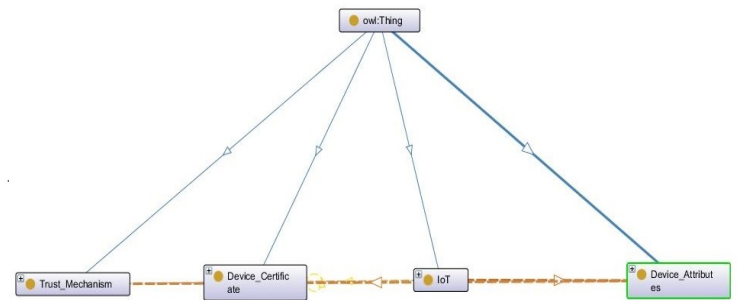 owl:Thing
Trust_Mechanism
Device_Certific
ate
IoT
Device_Attribut
es